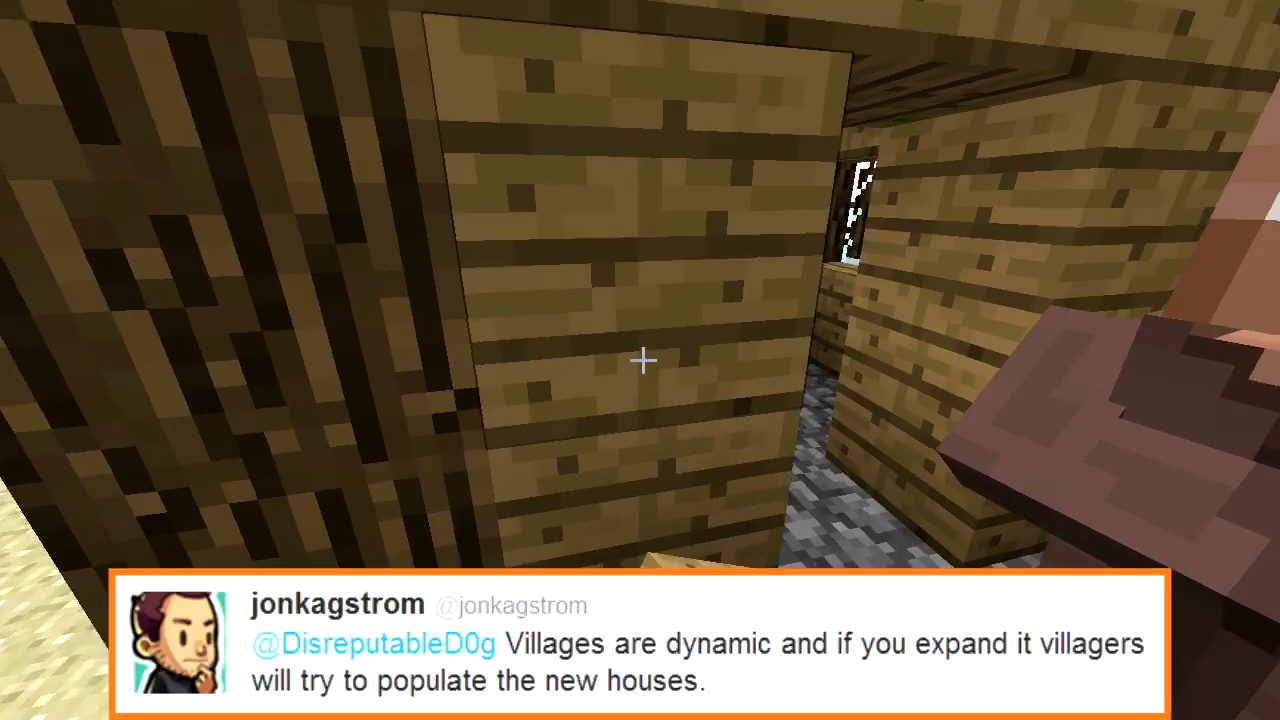 jonkagstrom @jonkagstrom
@DisreputableD0g Villages are dynamic and if you expand it villagers
will try to populate the new houses.